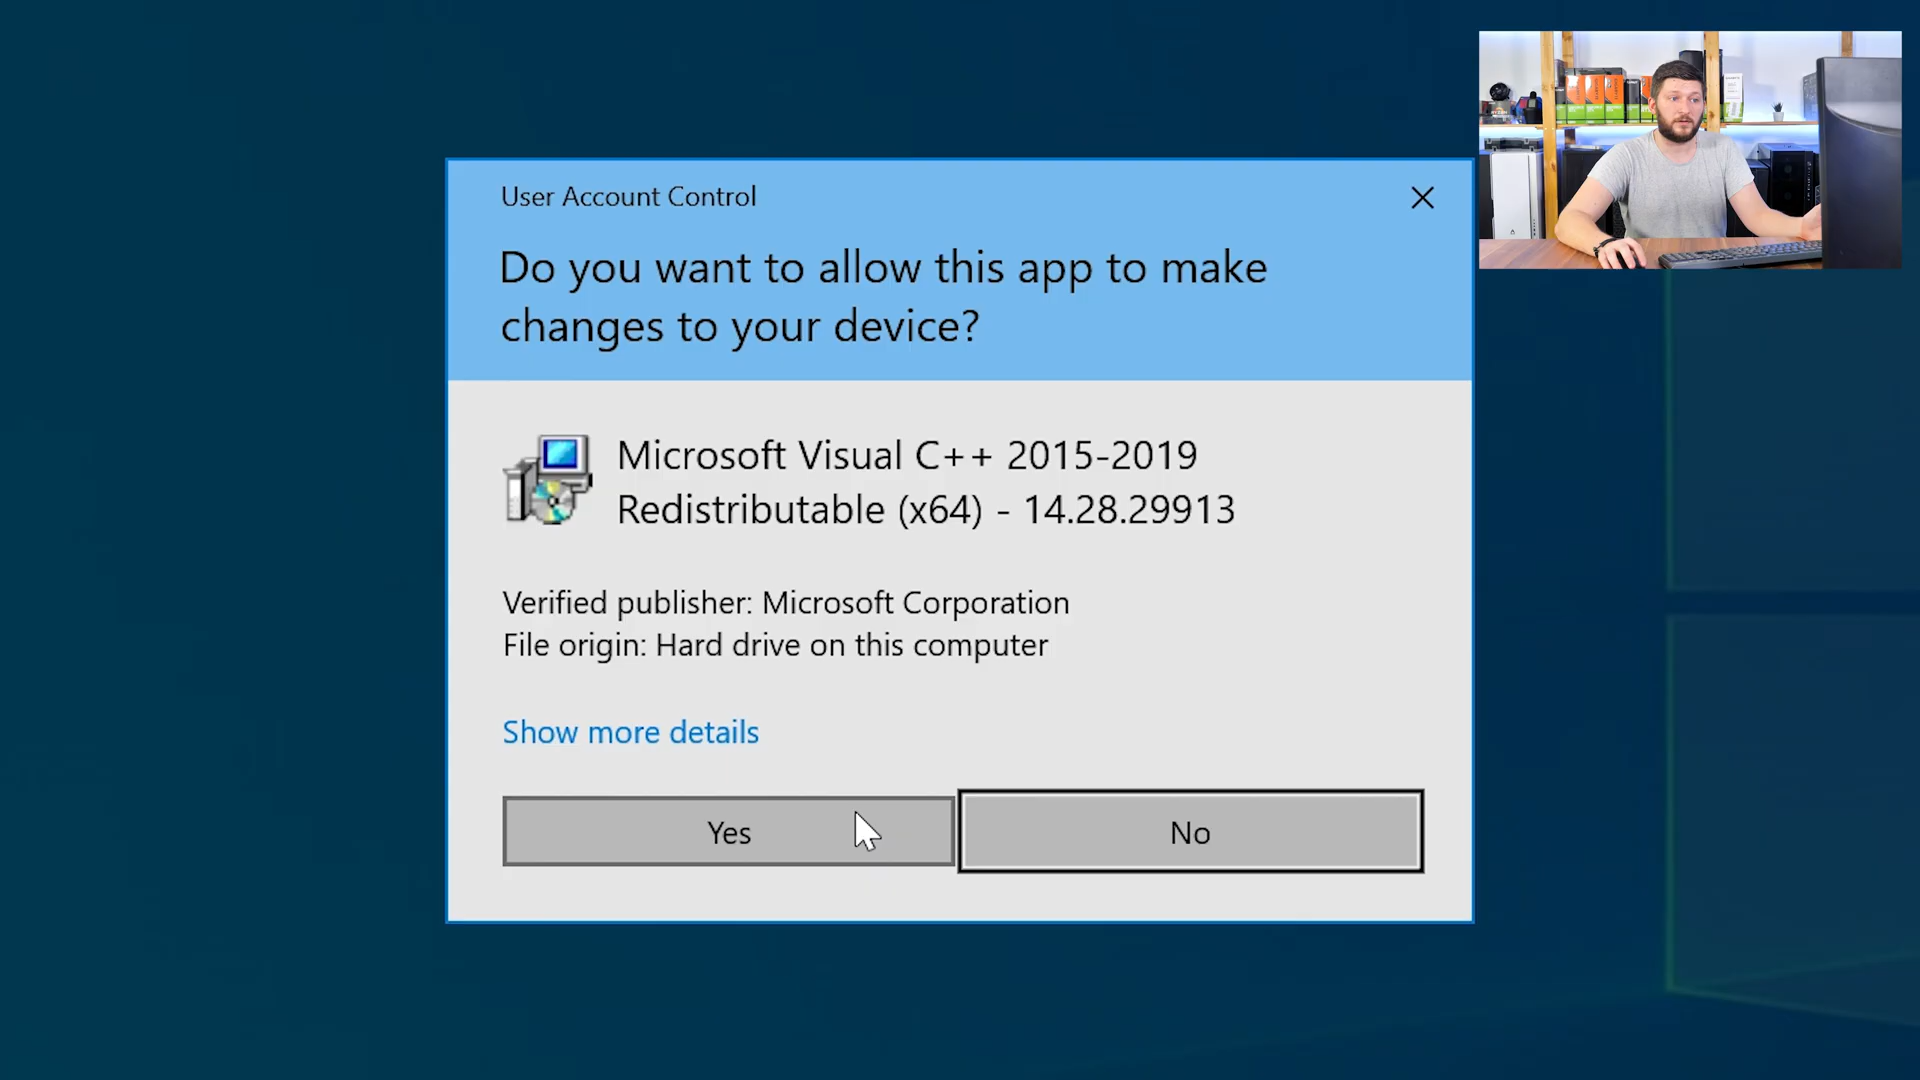 User Account Control
Do you want to allow this app to make
changes to your device?
Microsoft Visual C++ 2015-2019
Redistributable (x64) - 14.28.29913
Verified publisher: Microsoft Corporation
File origin: Hard drive on this computer
Show more details
Yes
No